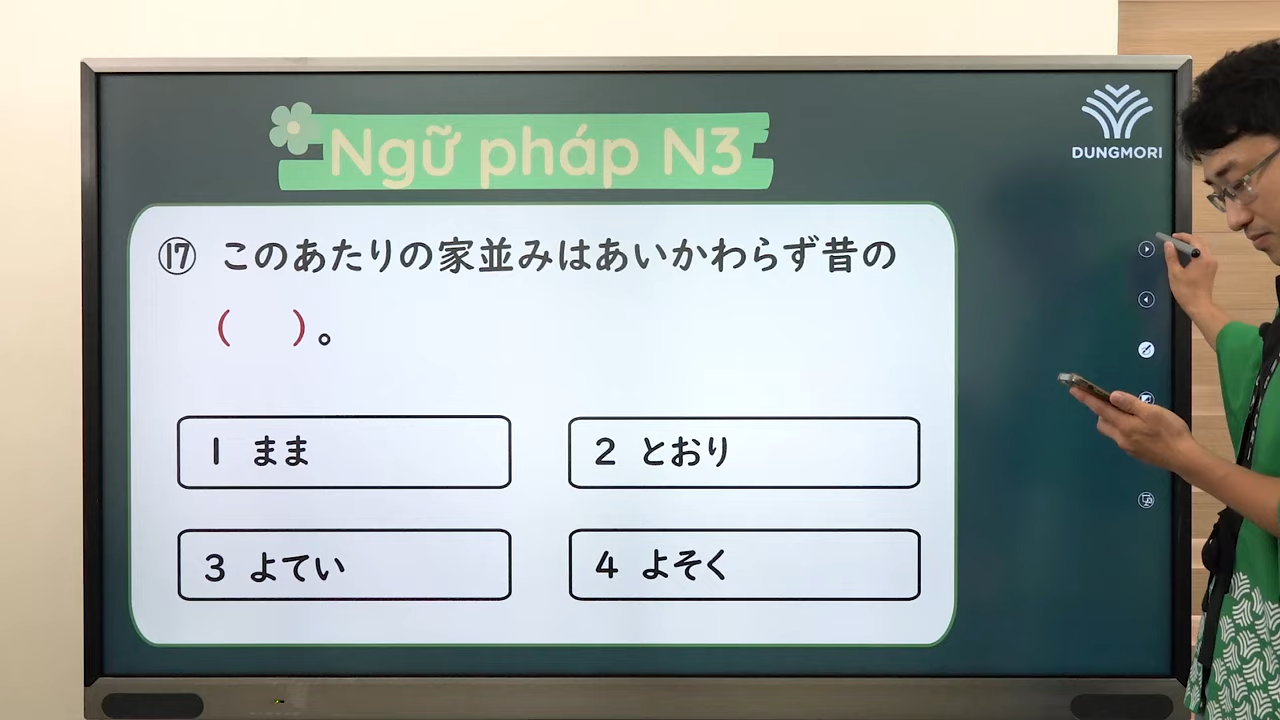 Ngữ pháp N3
DUNGMORI
⑰ このあたりの家並みはあいかわらず昔の
(　　)。
1 まま
2 とおり
3 よてい
4 よそく